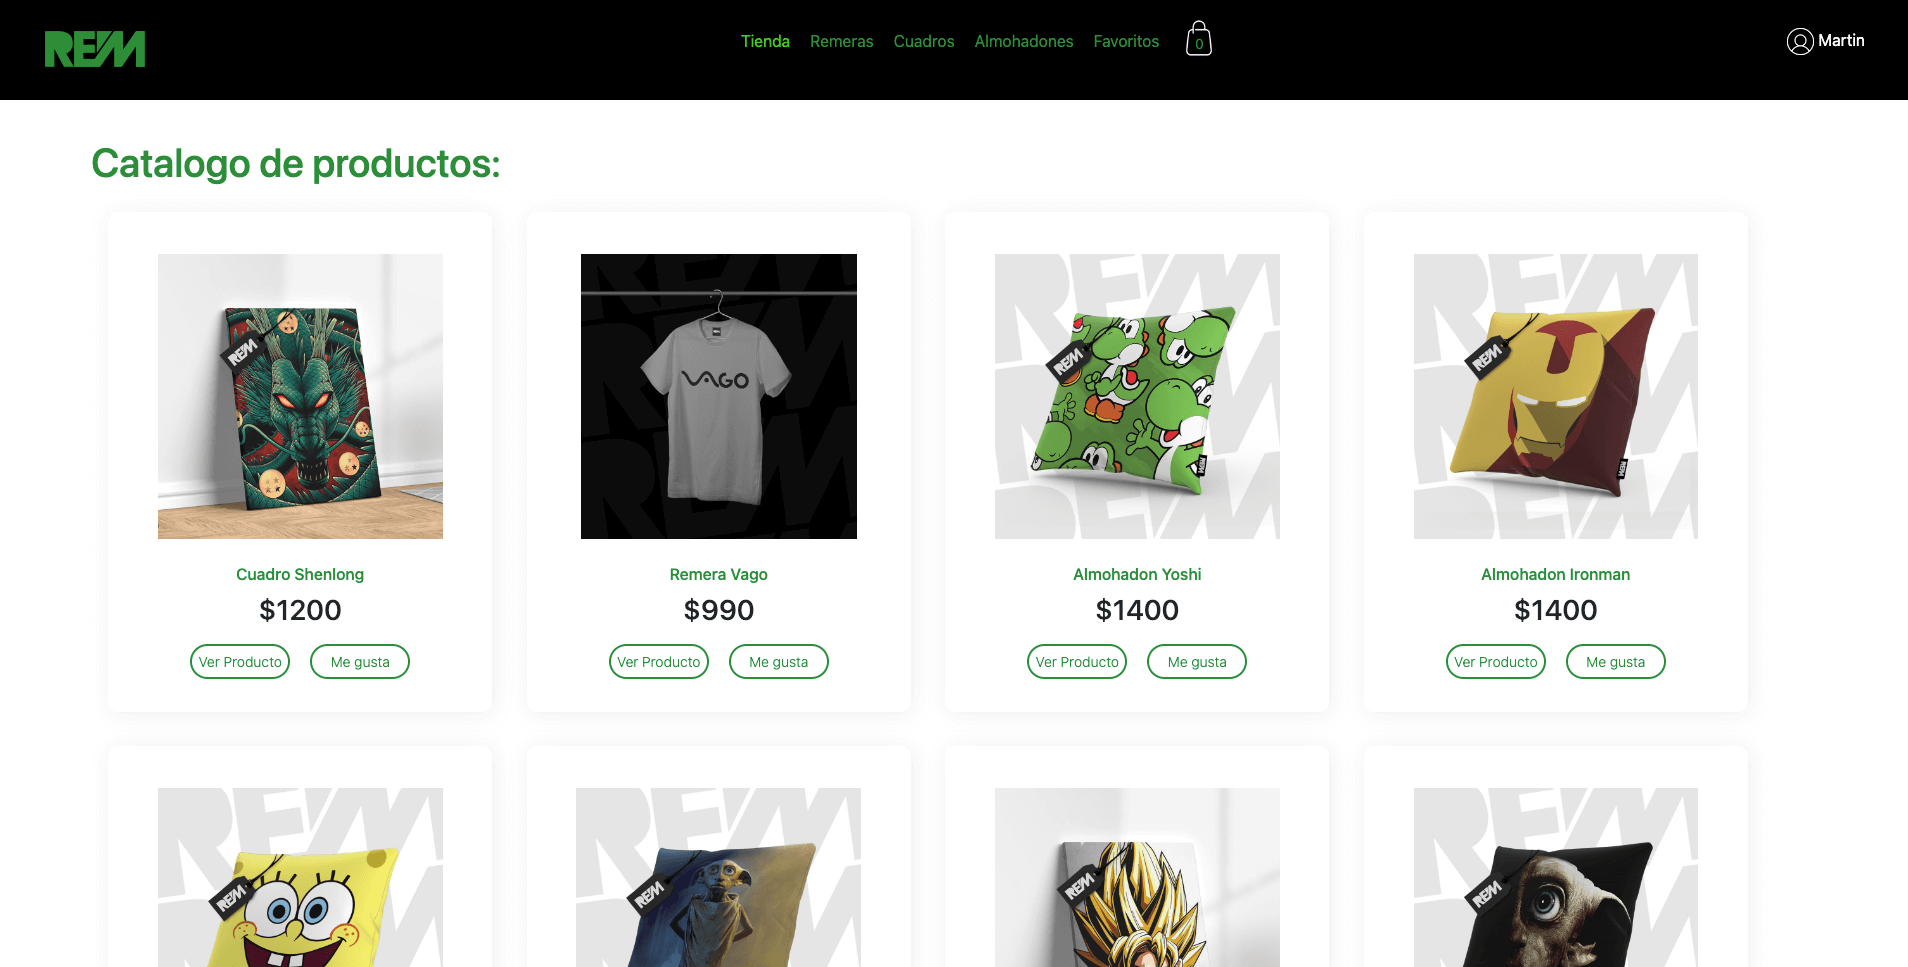 REM
Tienda Remeras Cuadros Almohadones Favoritos 0
Martin
Catalogo de productos:
REM
VAGO
REM
REM
Cuadro Shenlong
$1200
Ver Producto Me gusta
Remera Vago
$990
Ver Producto Me gusta
Almohadon Yoshi
$1400
Ver Producto Me gusta
Almohadon Ironman
$1400
Ver Producto Me gusta
REM
REM
REM
REM